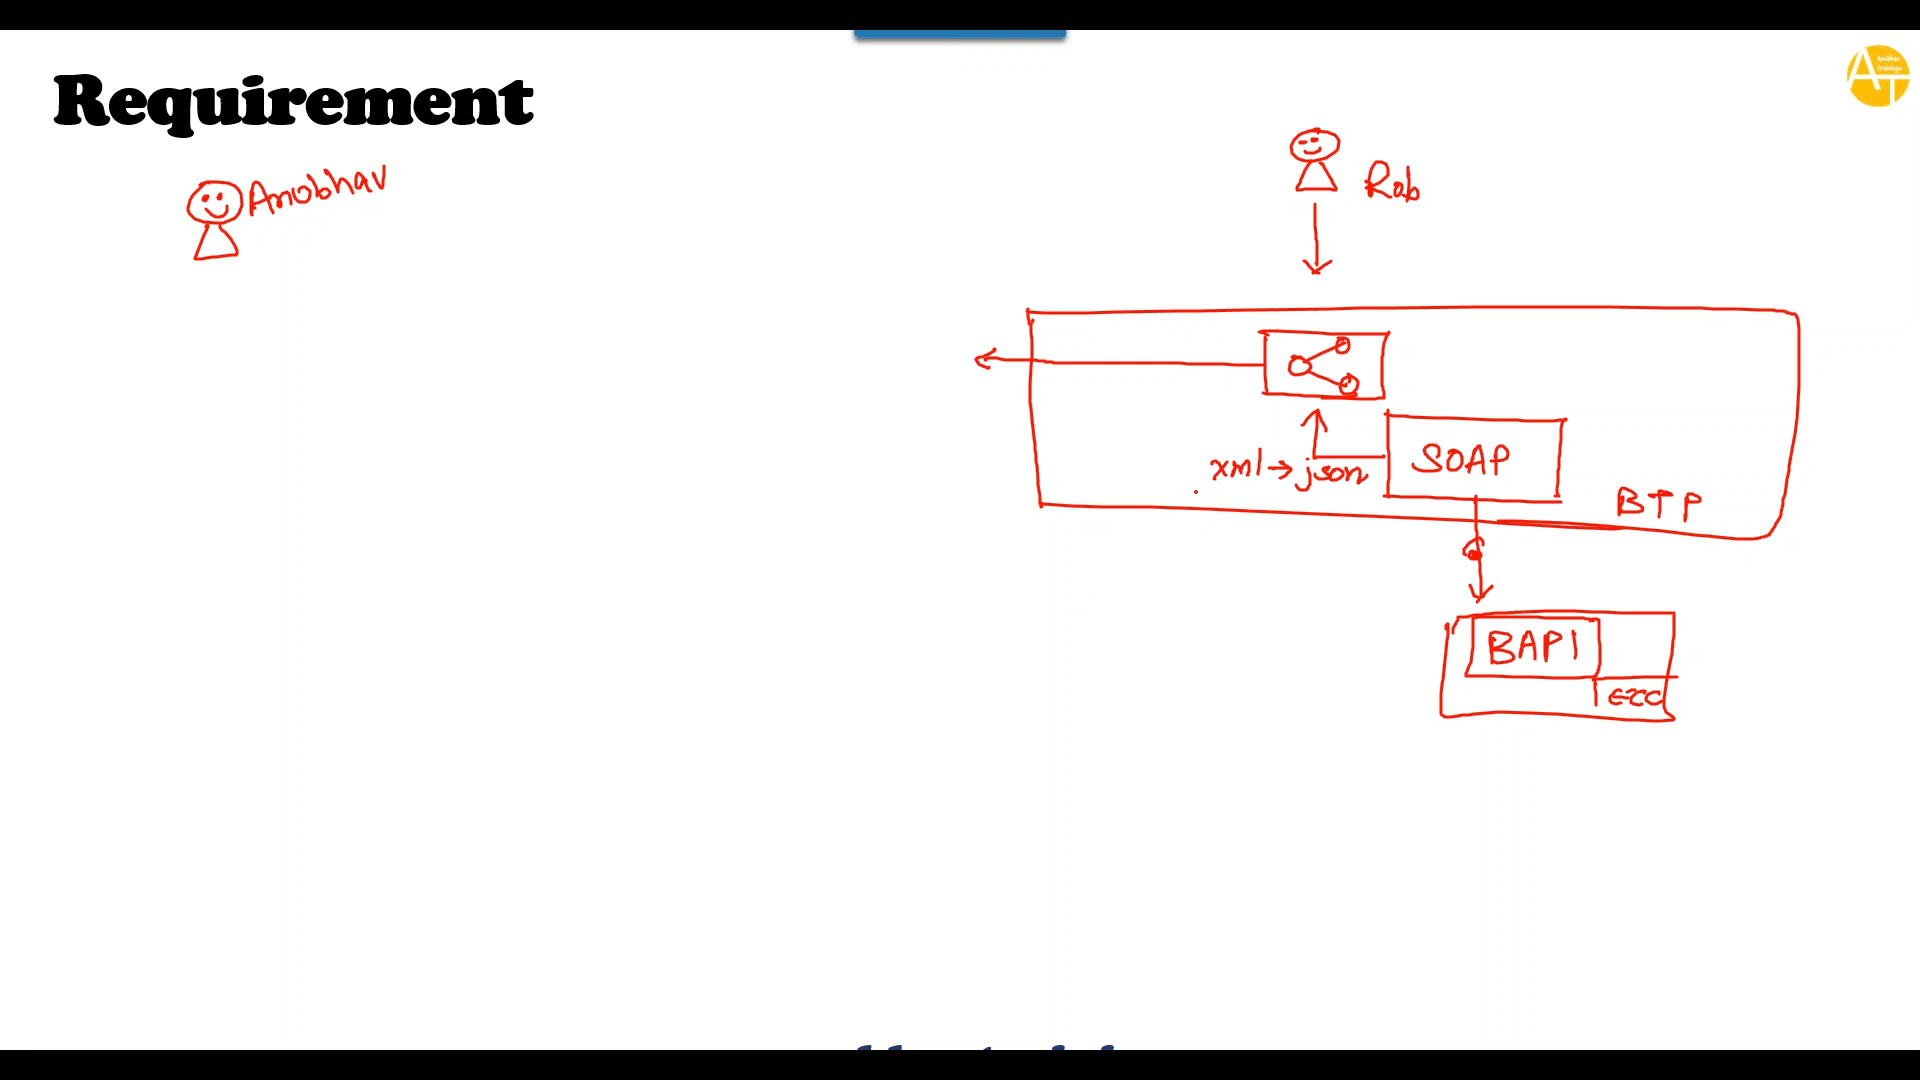 Requirement
Anubhav
Rob
xml → json
SOAP
BTP
BAPI
ECC